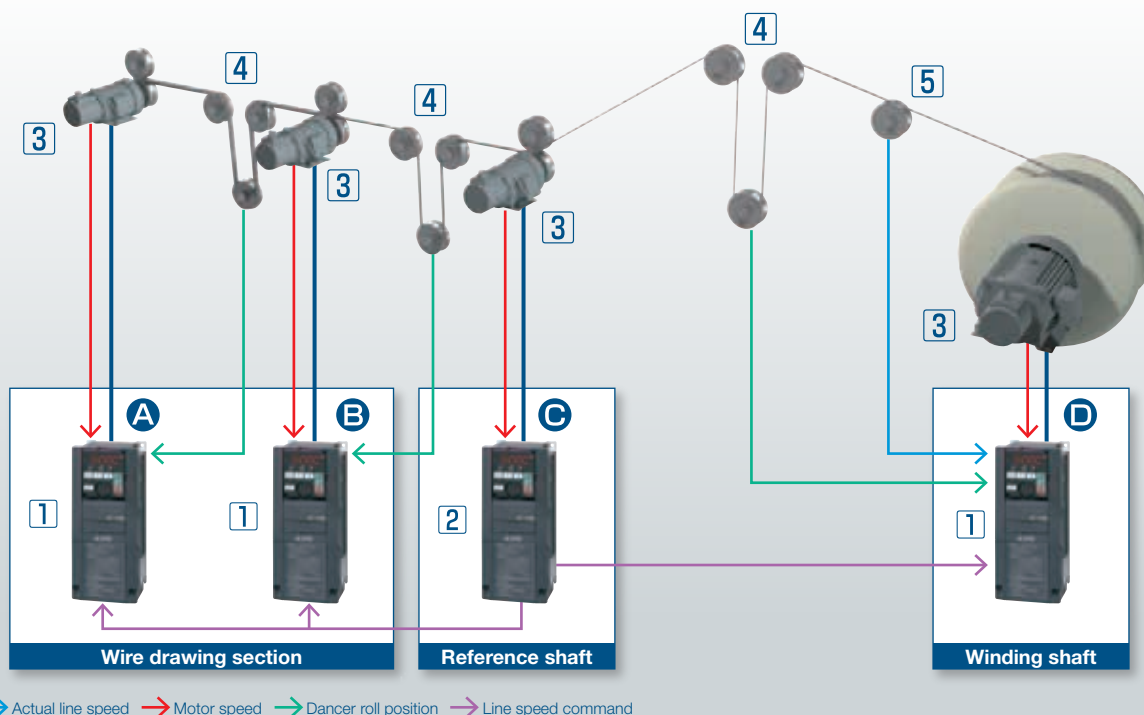 4
5
4
4
3
3
3
3
A
B
C
D
1
1
2
1
Wire drawing section
Reference shaft
Winding shaft
Actual line speed
Motor speed
Dancer roll position
Line speed command